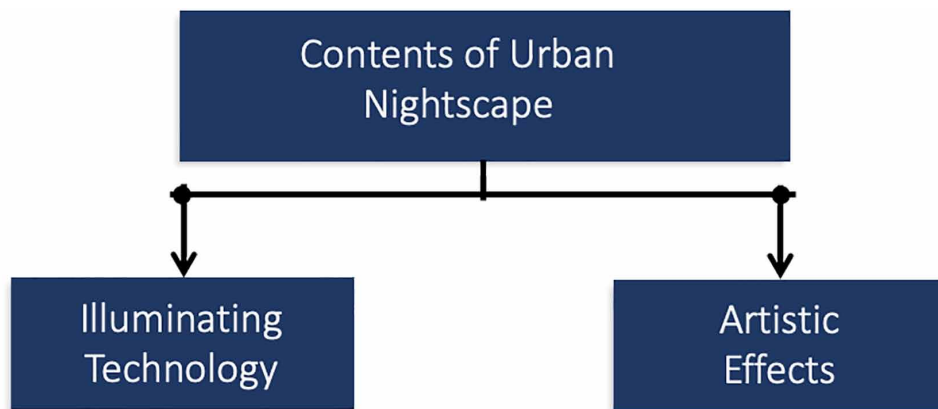 Contents of Urban
Nightscape
Illuminating
Technology
Artistic
Effects